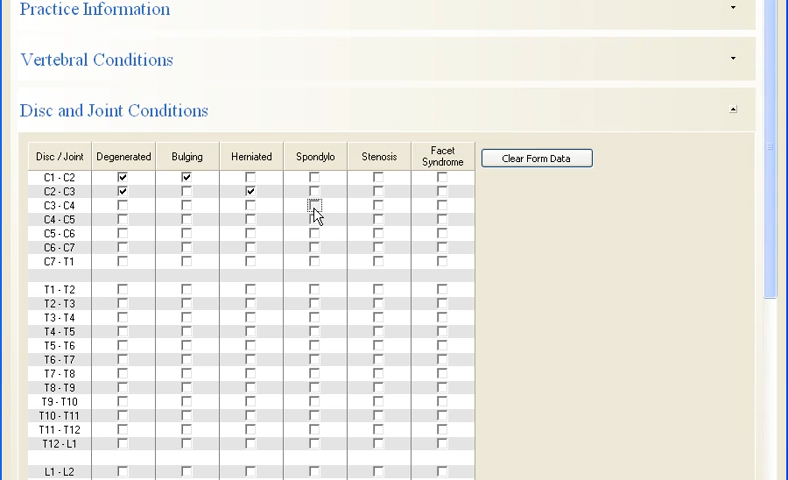 Practice Information
Vertebral Conditions
Disc and Joint Conditions
Disc / Joint Degenerated Bulging Herniated Spondylo Stenosis Facet Syndrome
Clear Form Data
C1 - C2
C2 - C3
C3 - C4
C4 - C5
C5 - C6
C6 - C7
C7 - T1
T1 - T2
T2 - T3
T3 - T4
T4 - T5
T5 - T6
T6 - T7
T7 - T8
T8 - T9
T9 - T10
T10 - T11
T11 - T12
T12 - L1
L1 - L2